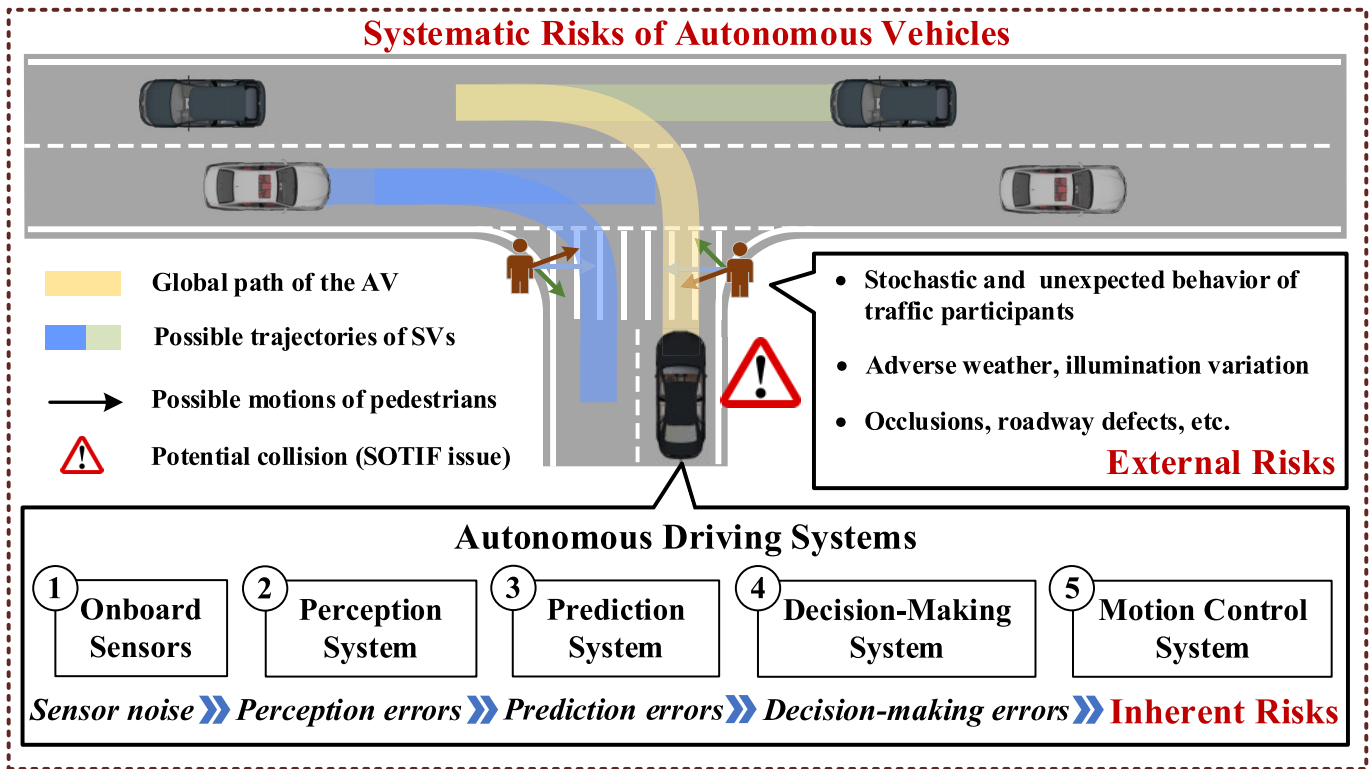 Systematic Risks of Autonomous Vehicles
Global path of the AV
Possible trajectories of SVs
Possible motions of pedestrians
Potential collision (SOTIF issue)
• Stochastic and unexpected behavior of
traffic participants
• Adverse weather, illumination variation
• Occlusions, roadway defects, etc.
External Risks
Autonomous Driving Systems
1
Onboard
Sensors
2
Perception
System
3
Prediction
System
4
Decision-Making
System
5
Motion Control
System
Sensor noise
Perception errors
Prediction errors
Decision-making errors
Inherent Risks